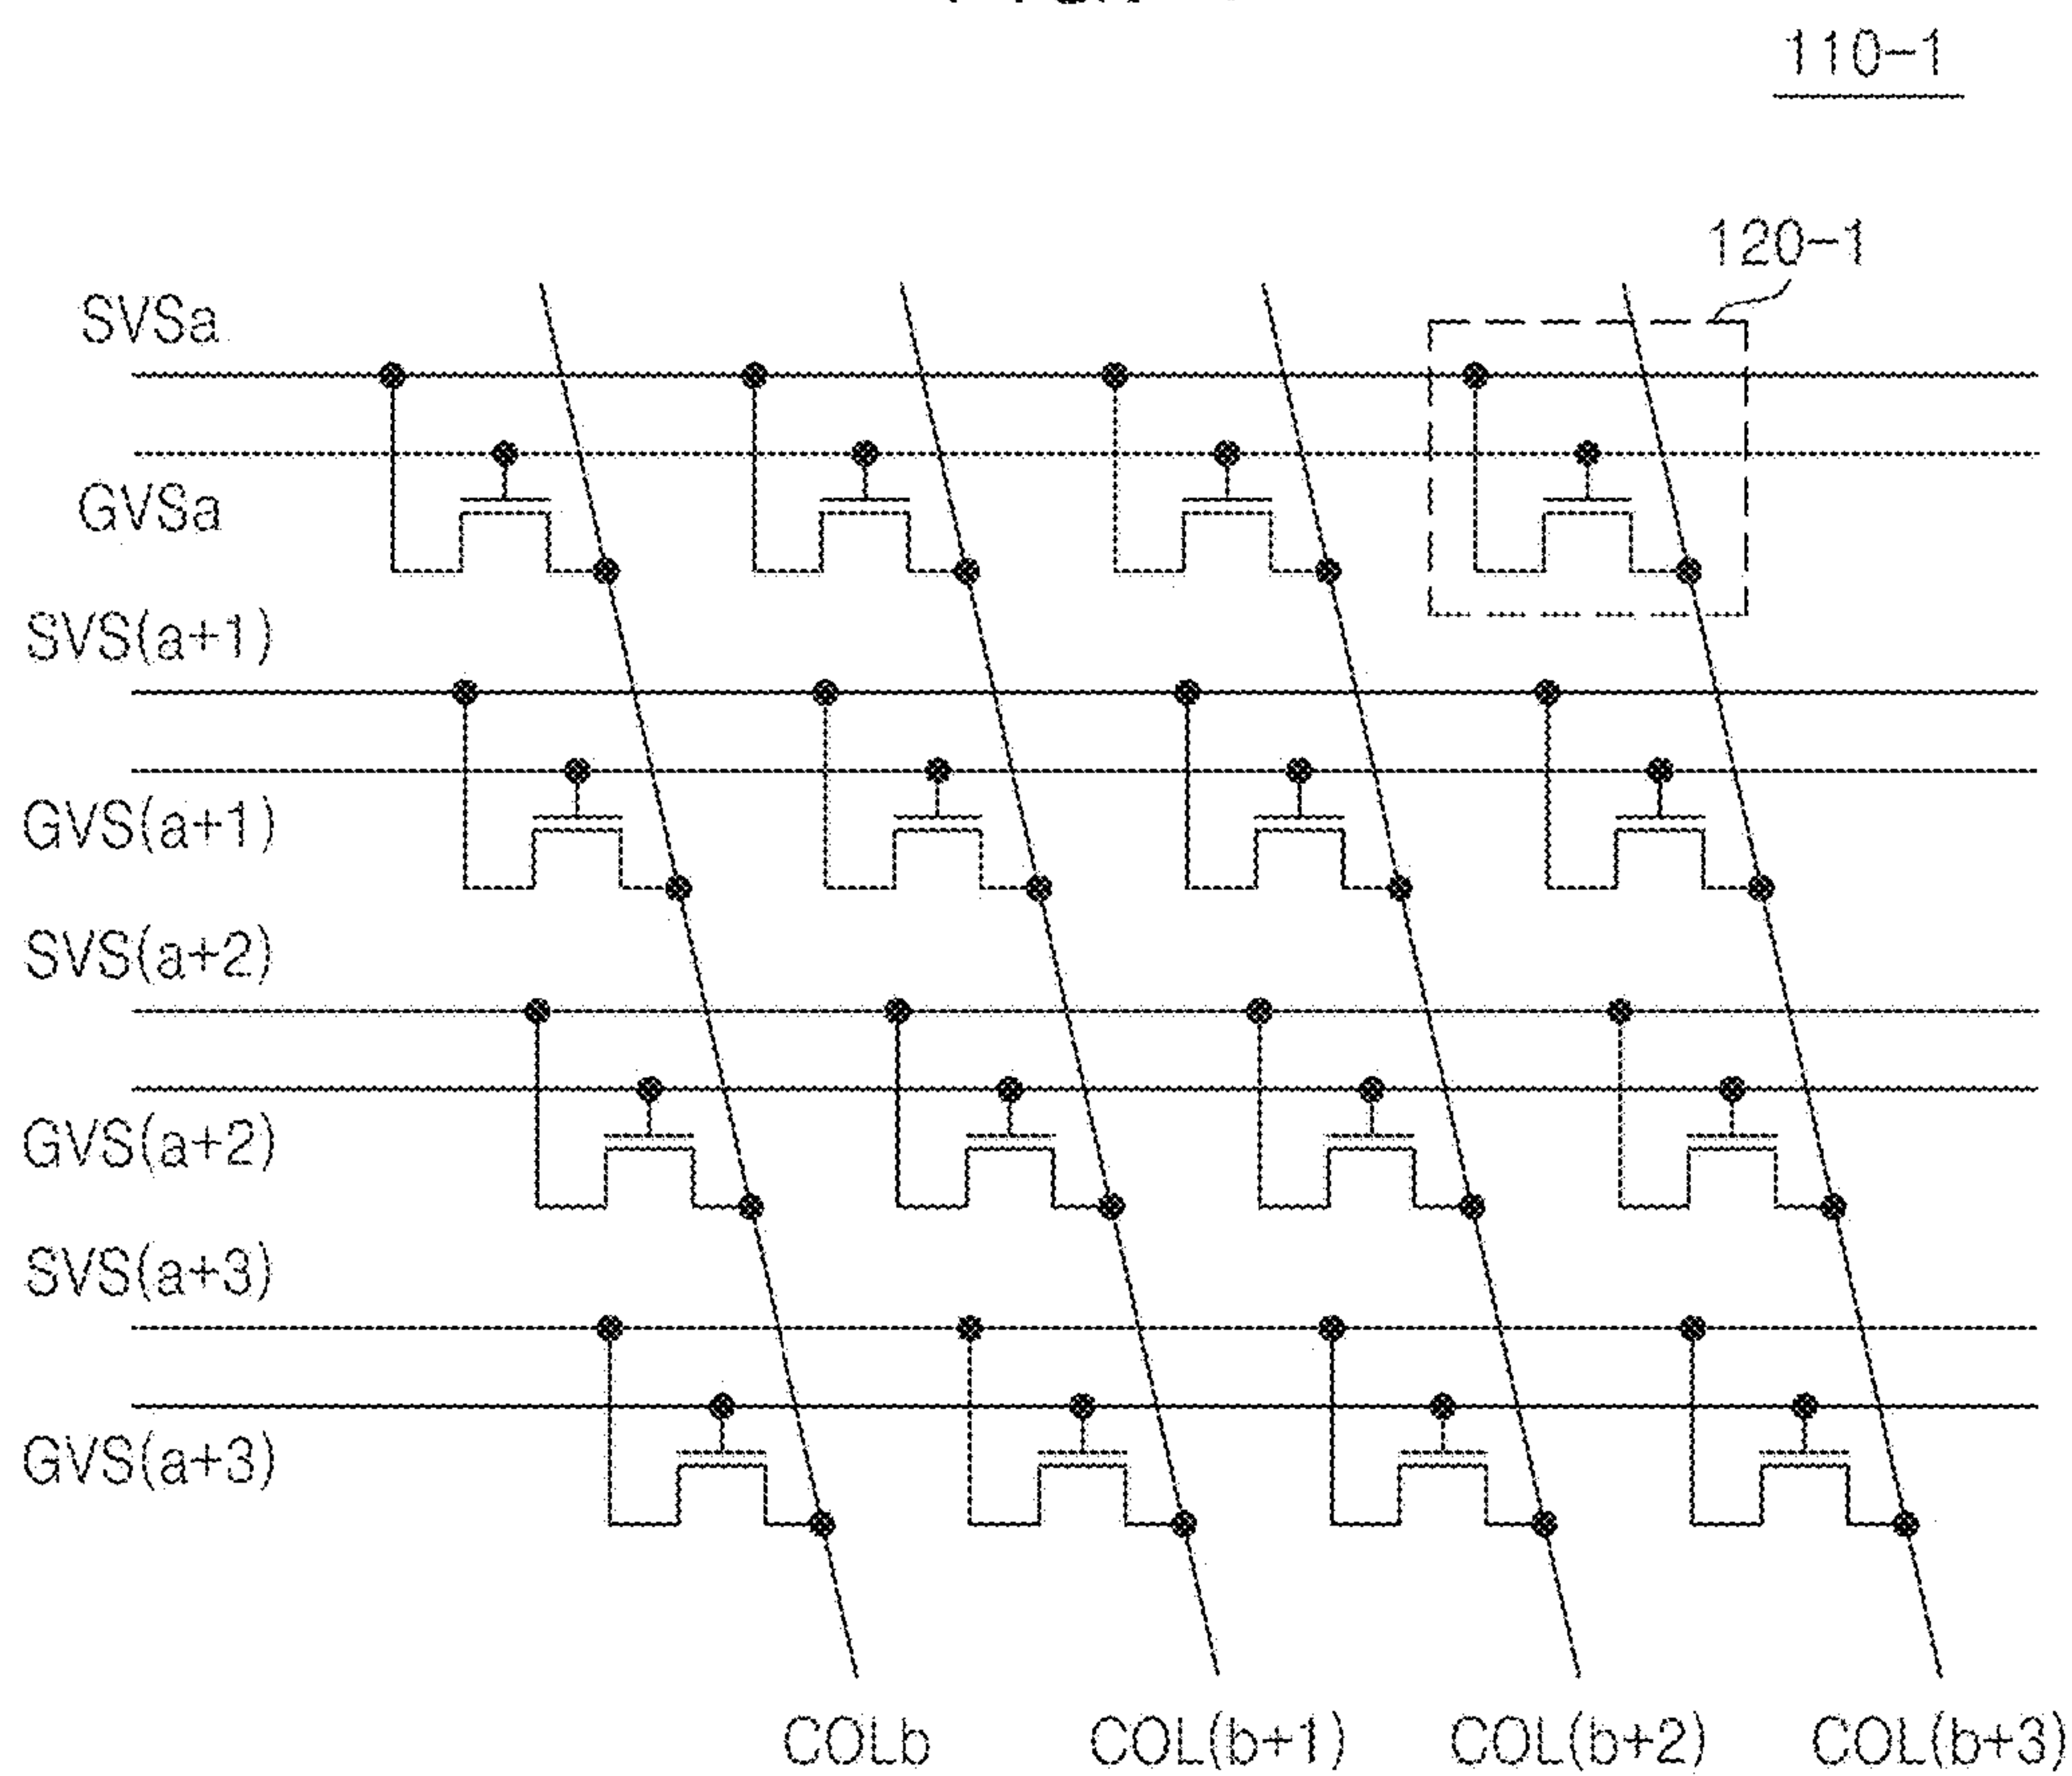 110-1
120-1
SVSa
GVSa
SVS(a+1)
GVS(a+1)
SVS(a+2)
GVS(a+2)
SVS(a+3)
GVS(a+3)
COLb COL(b+1) COL(b+2) COL(b+3)